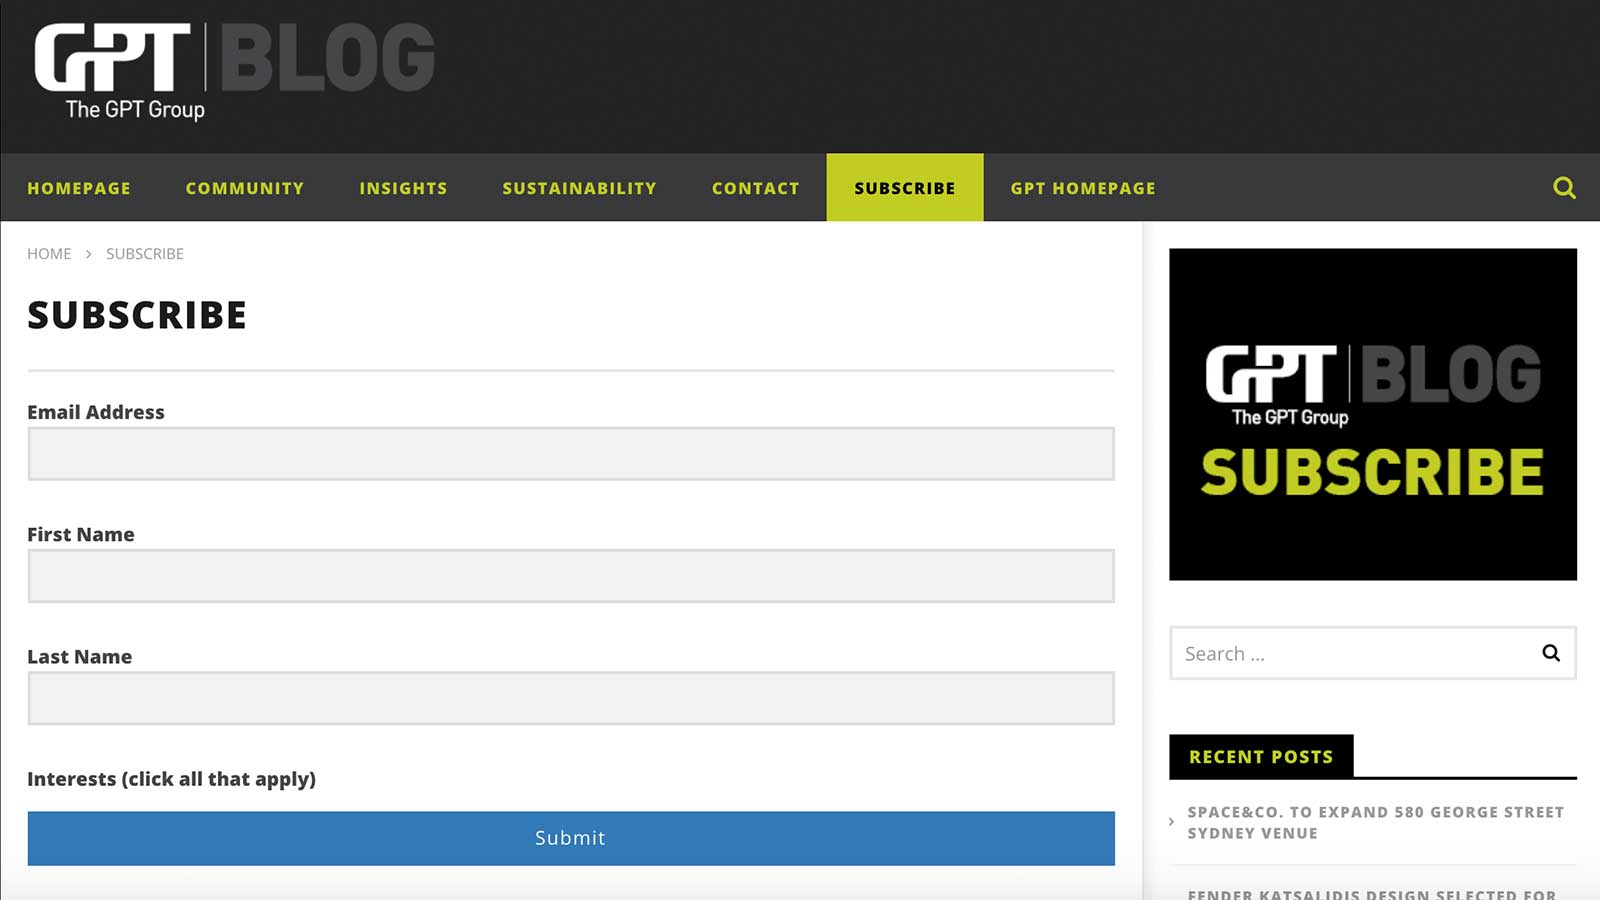 GPT BLOG
The GPT Group
HOMEPAGE COMMUNITY INSIGHTS SUSTAINABILITY CONTACT SUBSCRIBE GPT HOMEPAGE
HOME > SUBSCRIBE
SUBSCRIBE
Email Address
First Name
Last Name
Interests (click all that apply)
Submit
GPT BLOG
The GPT Group
SUBSCRIBE
Search ...
RECENT POSTS
SPACE&CO. TO EXPAND 580 GEORGE STREET
SYDNEY VENUE
FENDER KATSALIDIS DESIGN SELECTED FOR